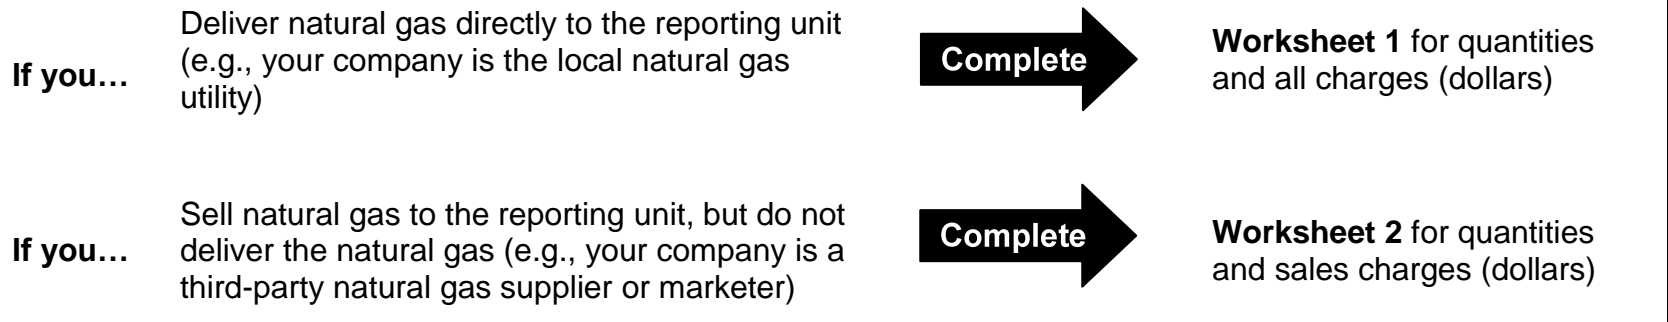 If you…
Deliver natural gas directly to the reporting unit
(e.g., your company is the local natural gas
utility)
Complete
Worksheet 1 for quantities
and all charges (dollars)
If you…
Sell natural gas to the reporting unit, but do not
deliver the natural gas (e.g., your company is a
third-party natural gas supplier or marketer)
Complete
Worksheet 2 for quantities
and sales charges (dollars)